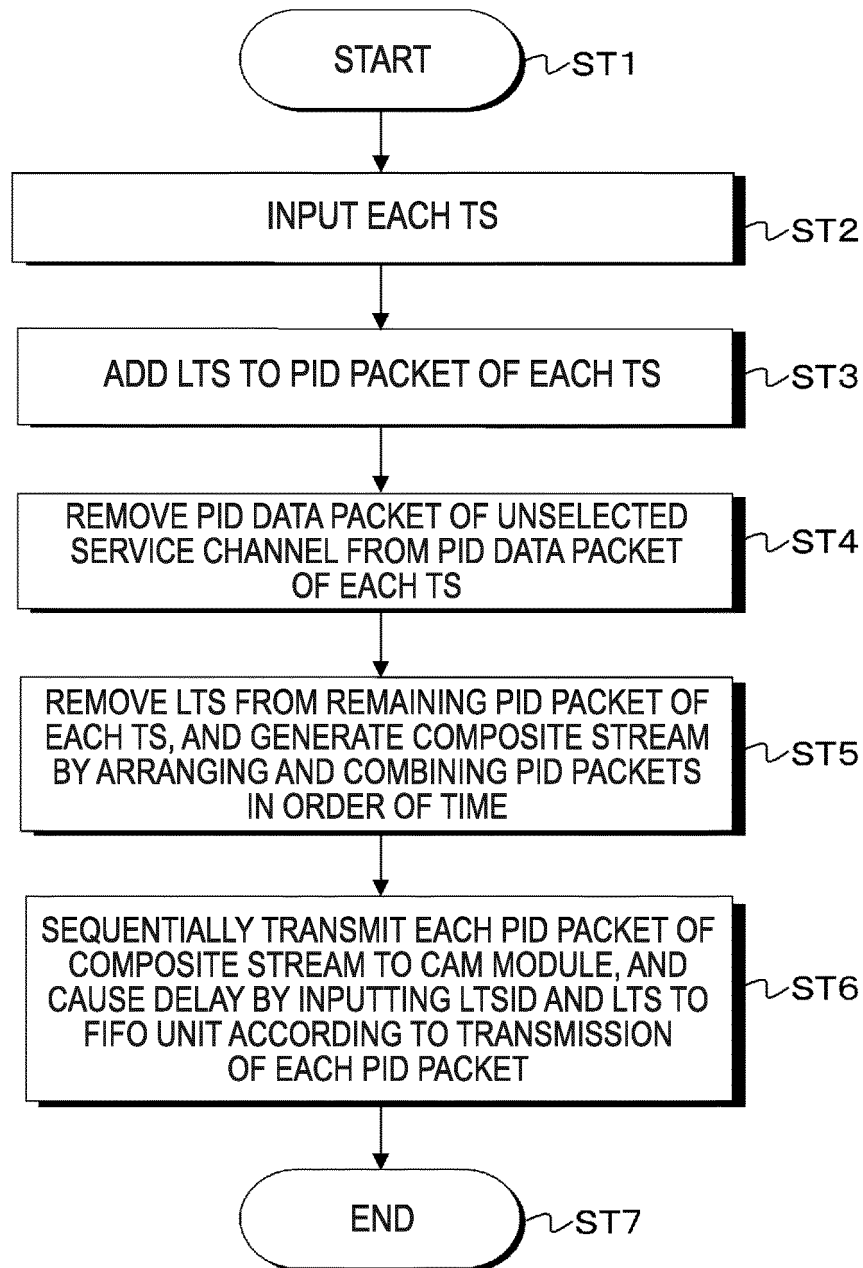 START
ST1
INPUT EACH TS
ST2
ADD LTS TO PID PACKET OF EACH TS
ST3
REMOVE PID DATA PACKET OF UNSELECTED
SERVICE CHANNEL FROM PID DATA PACKET
OF EACH TS
ST4
REMOVE LTS FROM REMAINING PID PACKET OF
EACH TS, AND GENERATE COMPOSITE STREAM
BY ARRANGING AND COMBINING PID PACKETS
IN ORDER OF TIME
ST5
SEQUENTIALLY TRANSMIT EACH PID PACKET OF
COMPOSITE STREAM TO CAM MODULE, AND
CAUSE DELAY BY INPUTTING LTSID AND LTS TO
FIFO UNIT ACCORDING TO TRANSMISSION
OF EACH PID PACKET
ST6
END
ST7